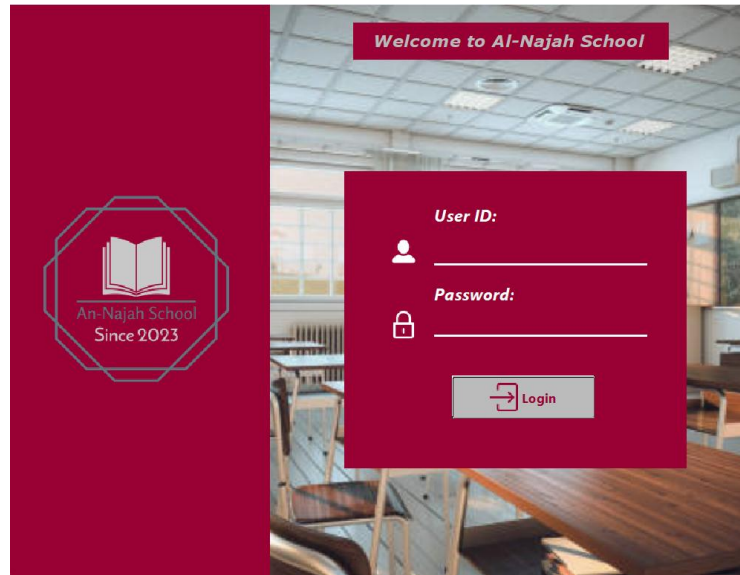 Welcome to Al-Najah School
An-Najah School
Since 2023
User ID:
Password:
Login